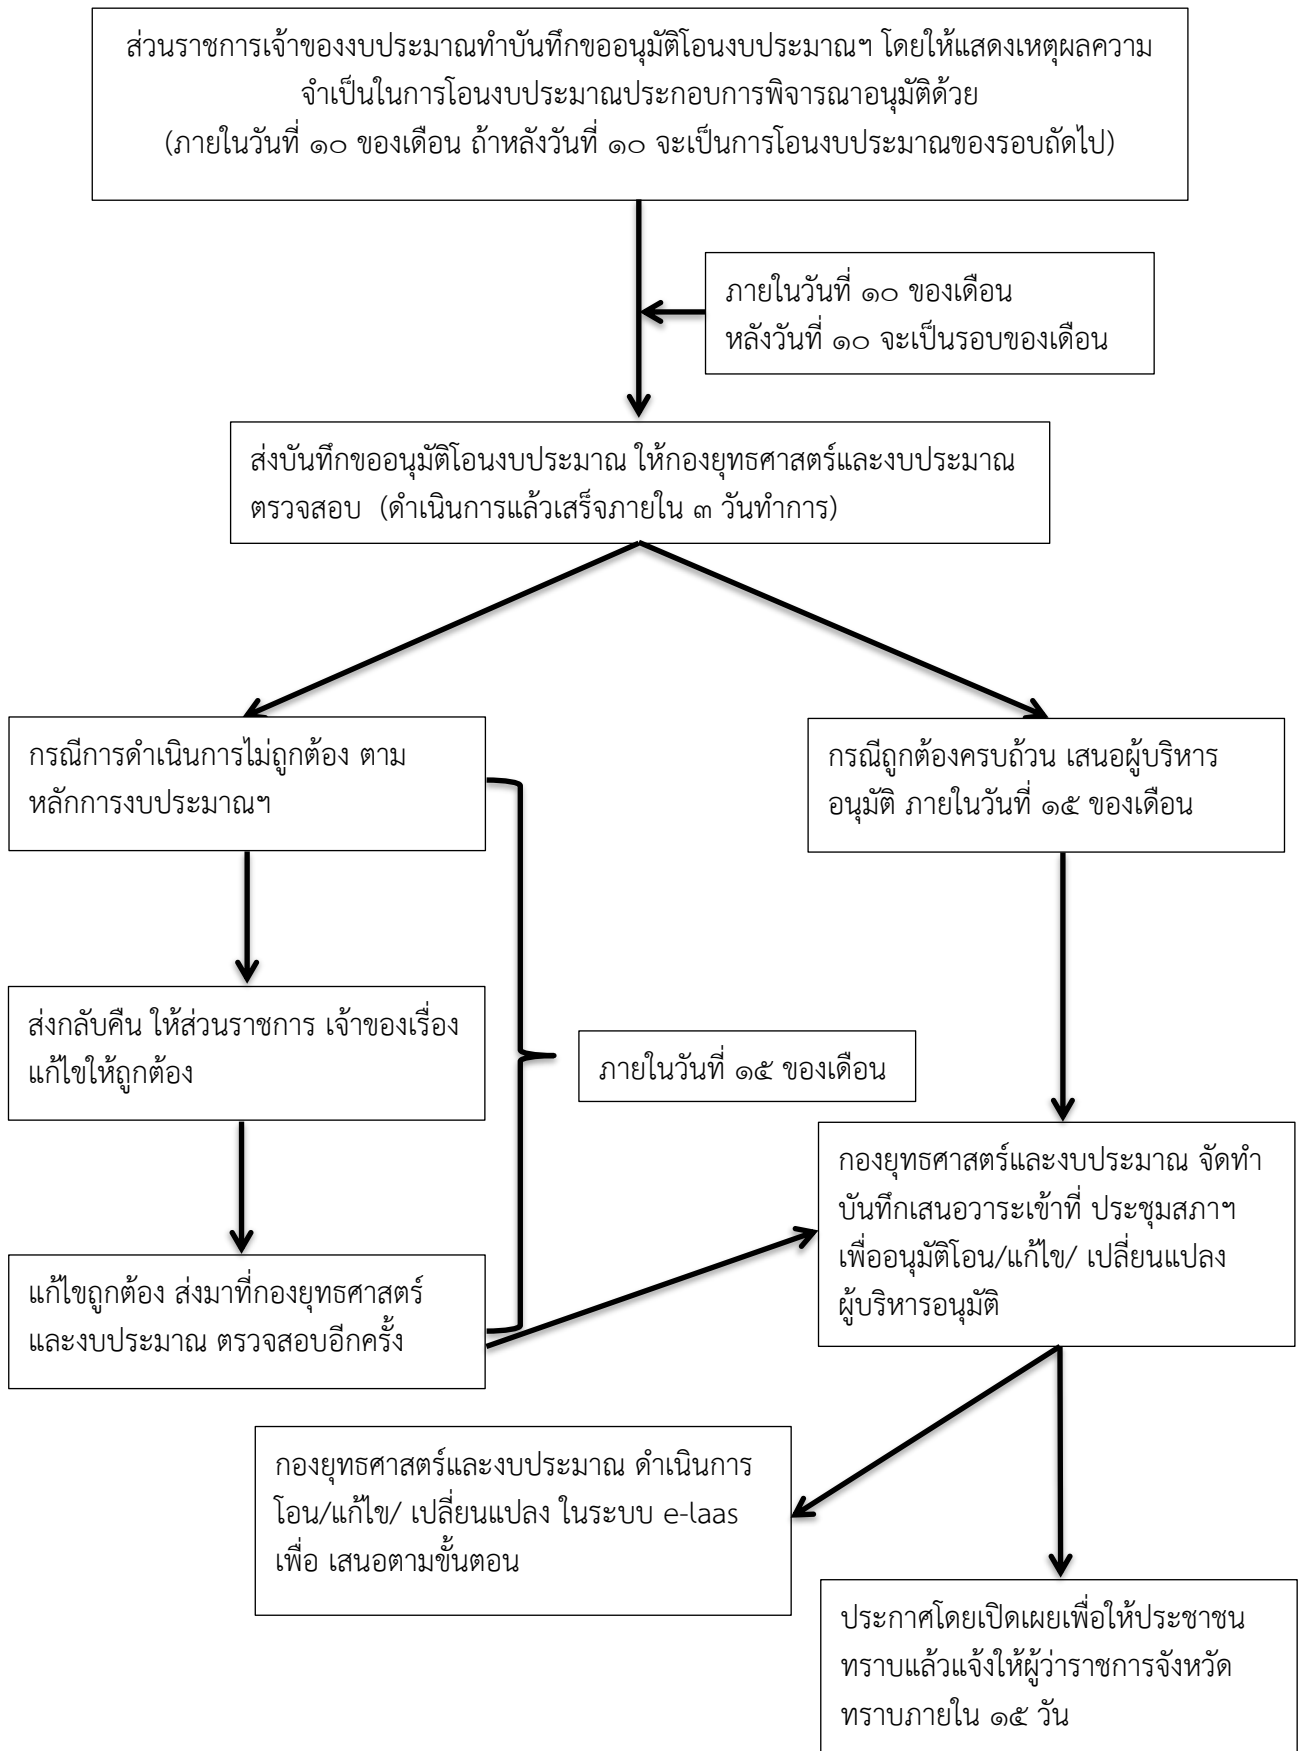 ส่วนราชการเจ้าของงบประมาณทำบันทึกขออนุมัติโอนงบประมาณฯ โดยให้แสดงเหตุผลความ
จำเป็นในการโอนงบประมาณประกอบการพิจารณาอนุมัติด้วย
(ภายในวันที่ ๑๐ ของเดือน ถ้าหลังวันที่ ๑๐ จะเป็นการโอนงบประมาณของรอบถัดไป)
ภายในวันที่ ๑๐ ของเดือน
หลังวันที่ ๑๐ จะเป็นรอบของเดือน
ส่งบันทึกขออนุมัติโอนงบประมาณ ให้กองยุทธศาสตร์และงบประมาณ
ตรวจสอบ (ดำเนินการแล้วเสร็จภายใน ๓ วันทำการ)
กรณีการดำเนินการไม่ถูกต้อง ตาม
หลักการงบประมาณฯ
กรณีถูกต้องครบถ้วน เสนอผู้บริหาร
อนุมัติ ภายในวันที่ ๑๕ ของเดือน
ส่งกลับคืน ให้ส่วนราชการ เจ้าของเรื่อง
แก้ไขให้ถูกต้อง
ภายในวันที่ ๑๕ ของเดือน
แก้ไขถูกต้อง ส่งมาที่กองยุทธศาสตร์
และงบประมาณ ตรวจสอบอีกครั้ง
กองยุทธศาสตร์และงบประมาณ จัดทำ
บันทึกเสนอวาระเข้าที่ ประชุมสภาฯ
เพื่ออนุมัติโอน/แก้ไข/ เปลี่ยนแปลง
ผู้บริหารอนุมัติ
กองยุทธศาสตร์และงบประมาณ ดำเนินการ
โอน/แก้ไข/ เปลี่ยนแปลง ในระบบ e-laas
เพื่อ เสนอตามขั้นตอน
ประกาศโดยเปิดเผยเพื่อให้ประชาชน
ทราบแล้วแจ้งให้ผู้ว่าราชการจังหวัด
ทราบภายใน ๑๕ วัน